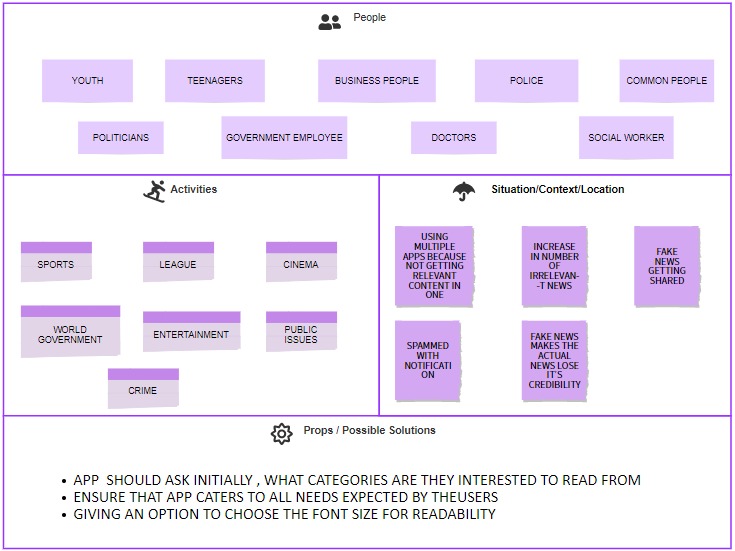 People
YOUTH
TEENAGERS
BUSINESS PEOPLE
POLICE
COMMON PEOPLE
POLITICIANS
GOVERNMENT EMPLOYEE
DOCTORS
SOCIAL WORKER
Activities
SPORTS
LEAGUE
CINEMA
WORLD
GOVERNMENT
ENTERTAINMENT
PUBLIC
ISSUES
CRIME
Situation/Context/Location
USING
MULTIPLE
APPS BECAUSE
NOT GETTING
RELEVANT
CONTENT IN
ONE
INCREASE
IN NUMBER
OF
IRRELEVAN-
-T NEWS
FAKE
NEWS
GETTING
SHARED
SPAMMED
WITH
NOTIFICATI
ON
FAKE NEWS
MAKES THE
ACTUAL
NEWS LOSE
IT'S
CREDIBILITY
Props / Possible Solutions
• APP SHOULD ASK INITIALLY , WHAT CATEGORIES ARE THEY INTERESTED TO READ FROM
• ENSURE THAT APP CATERS TO ALL NEEDS EXPECTED BY THEUSERS
• GIVING AN OPTION TO CHOOSE THE FONT SIZE FOR READABILITY